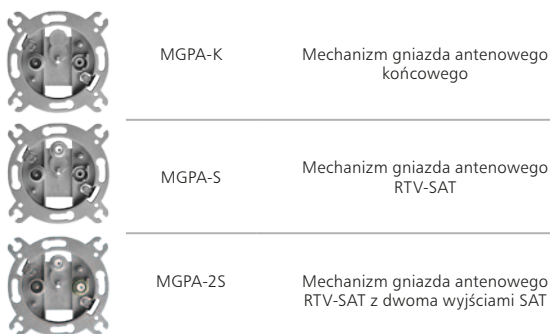 MGPA-K
Mechanizm gniazda antenowego
końcowego
MGPA-S
Mechanizm gniazda antenowego
RTV-SAT
MGPA-2S
Mechanizm gniazda antenowego
RTV-SAT z dwoma wyjściami SAT